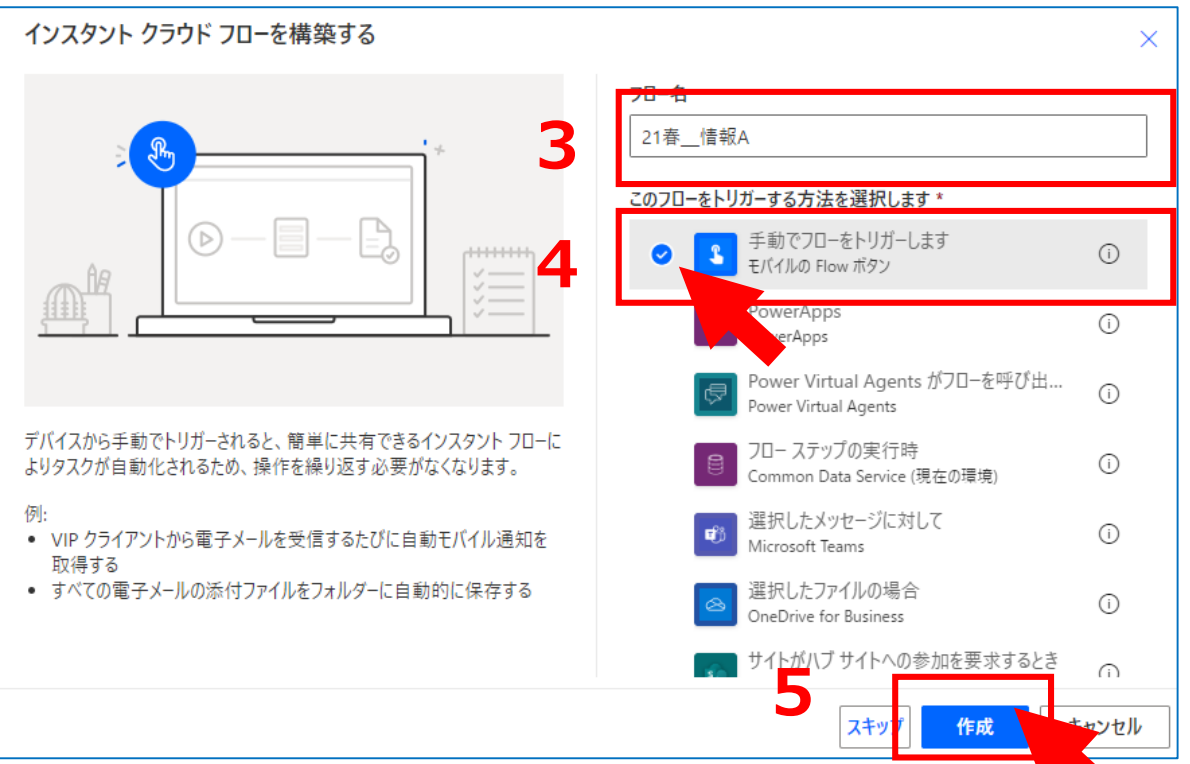 インスタント クラウド フローを構築する
デバイスから手動でトリガーされると、簡単に共有できるインスタント フローに
よりタスクが自動化されるため、操作を繰り返す必要がなくなります。
例:
• VIP クライアントから電子メールを受信するたびに自動モバイル通知を
取得する
• すべての電子メールの添付ファイルをフォルダーに自動的に保存する
フロー名
3
21春__情報A
このフローをトリガーする方法を選択します *
4
手動でフローをトリガーします
モバイルの Flow ボタン
PowerApps
PowerApps
Power Virtual Agents がフローを呼び出...
Power Virtual Agents
フロー ステップの実行時
Common Data Service (現在の環境)
選択したメッセージに対して
Microsoft Teams
選択したファイルの場合
OneDrive for Business
サイトがハブ サイトへの参加を要求するとき
5
スキップ
作成
キャンセル